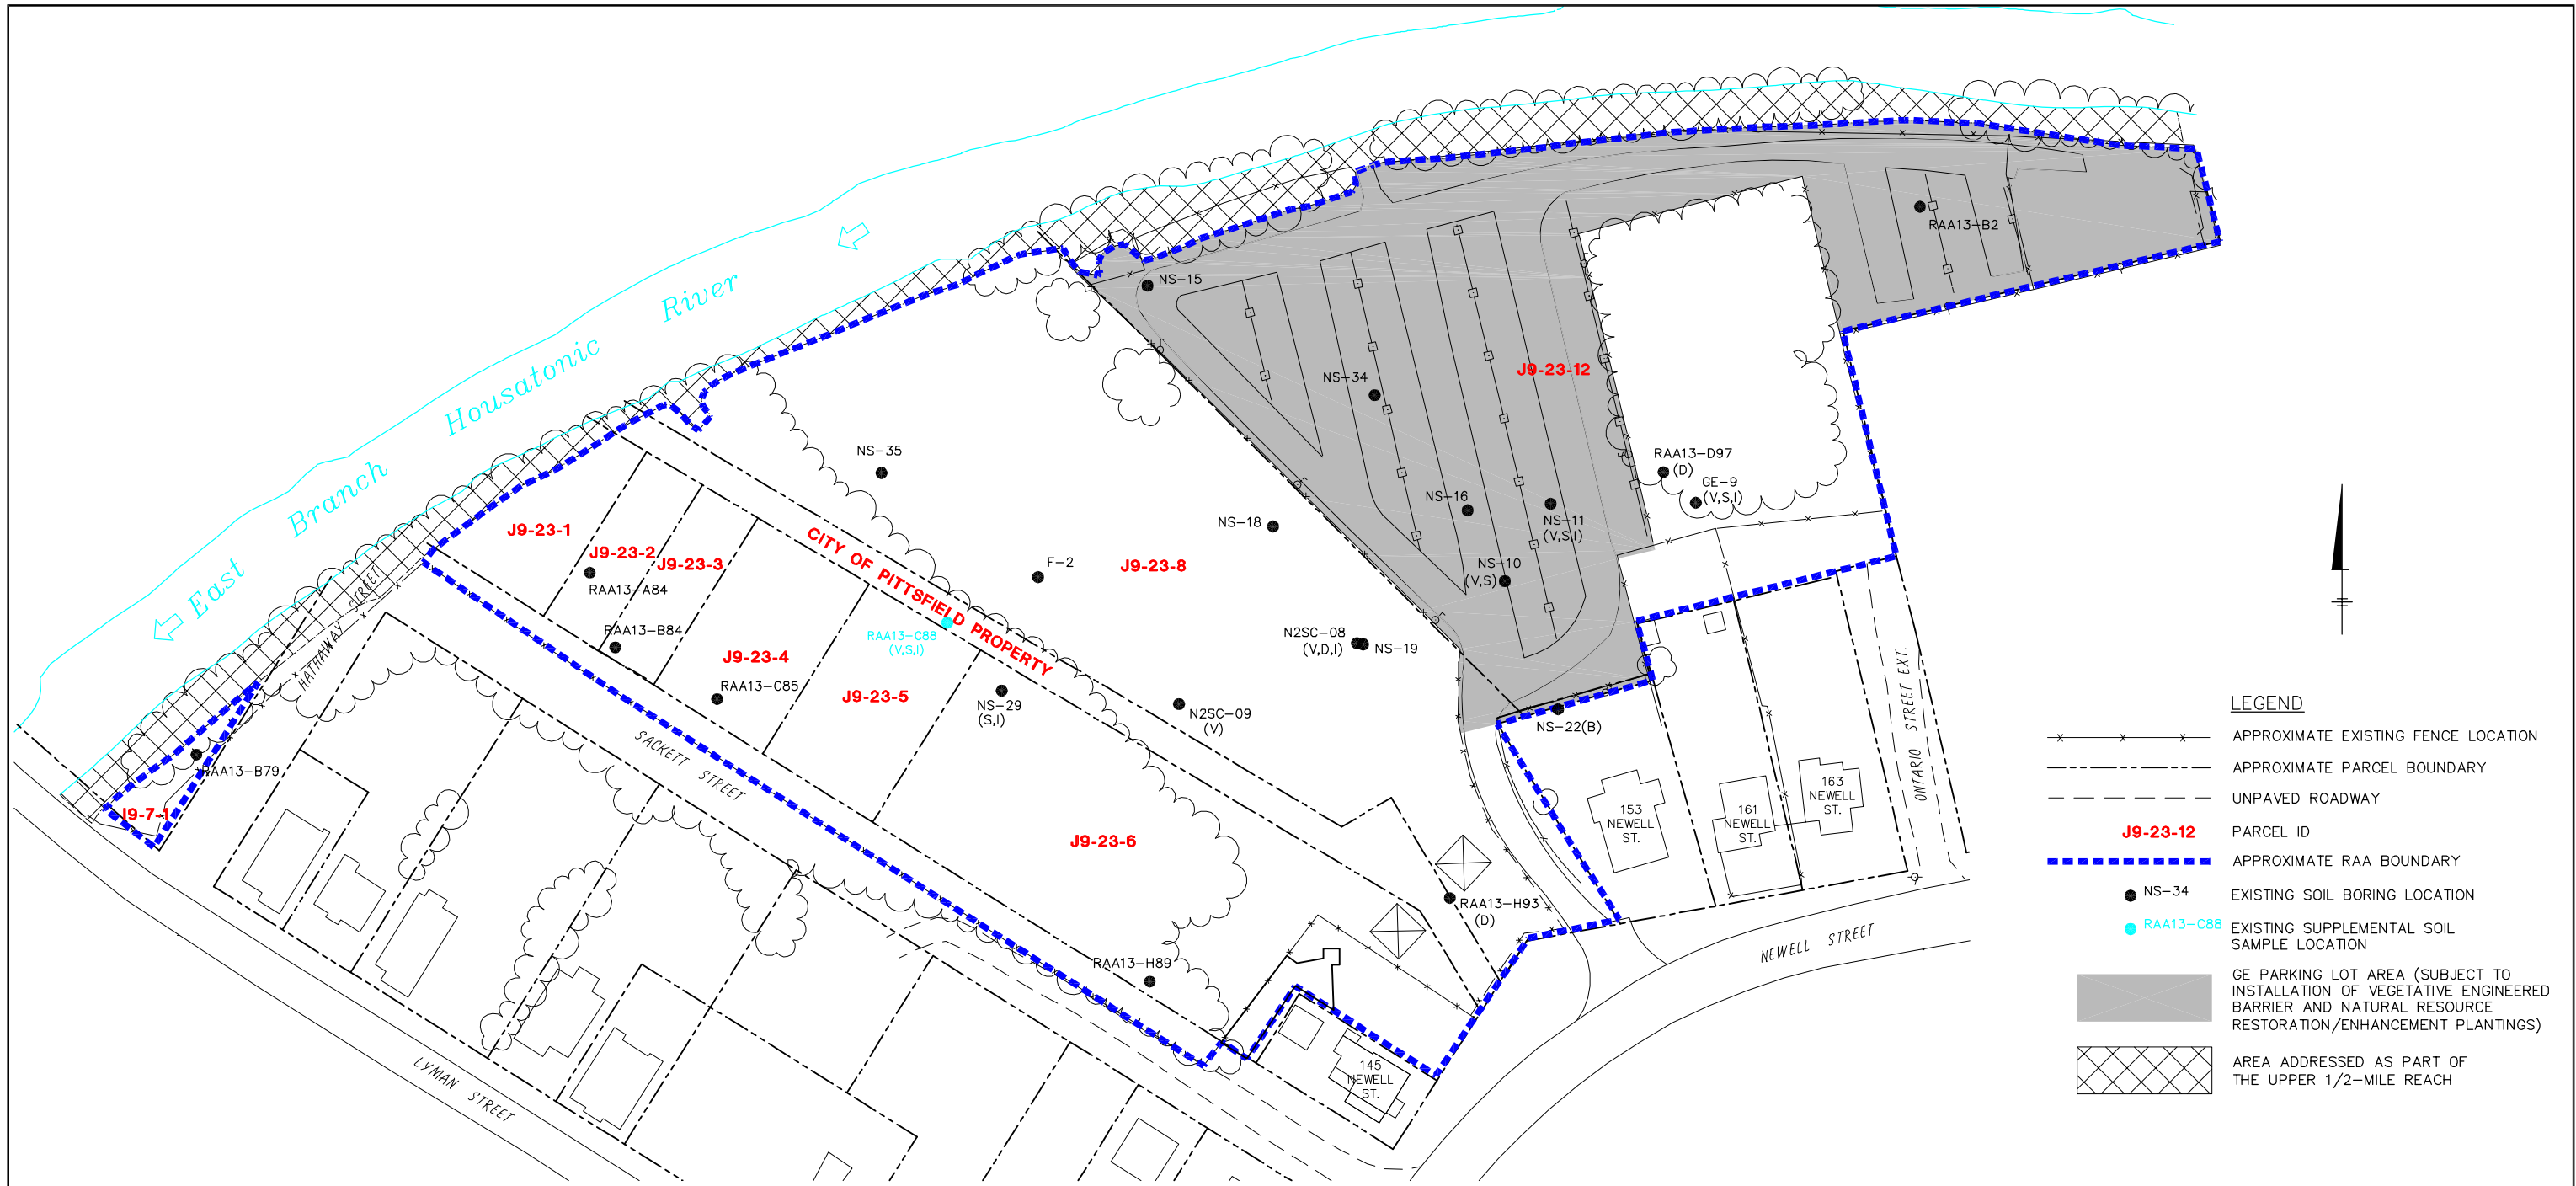 East Branch Housatonic River
RAA13-B2
NS-15
NS-34
J9-23-12
NS-35
RAA13-D97
(D)
GE-9
(V,S,I)
NS-16
NS-11
(V,S,I)
NS-18
J9-23-1
J9-23-2
J9-23-3
CITY OF PITTSFIELD PROPERTY
F-2
J9-23-8
NS-10
(V,S)
HATHAWAY STREET
RAA13-A84
RAA13-B84
RAA13-C88
(V,S,I)
N2SC-08
(V,D,I)
NS-19
J9-23-4
RAA13-C85
J9-23-5
NS-29
(S,I)
N2SC-09
(V)
NS-22(B)
SACKETT STREET
RAA13-B79
J9-7-1
J9-23-6
153
NEWELL
ST.
161
NEWELL
ST.
163
NEWELL
ST.
ONTARIO STREET EXT.
RAA13-H93
(D)
NEWELL STREET
RAA13-H89
145
NEWELL
ST.
LYMAN STREET
LEGEND
APPROXIMATE EXISTING FENCE LOCATION
APPROXIMATE PARCEL BOUNDARY
UNPAVED ROADWAY
J9-23-12 PARCEL ID
APPROXIMATE RAA BOUNDARY
NS-34 EXISTING SOIL BORING LOCATION
RAA13-C88 EXISTING SUPPLEMENTAL SOIL
SAMPLE LOCATION
GE PARKING LOT AREA (SUBJECT TO
INSTALLATION OF VEGETATIVE ENGINEERED
BARRIER AND NATURAL RESOURCE
RESTORATION/ENHANCEMENT PLANTINGS)
AREA ADDRESSED AS PART OF
THE UPPER 1/2-MILE REACH